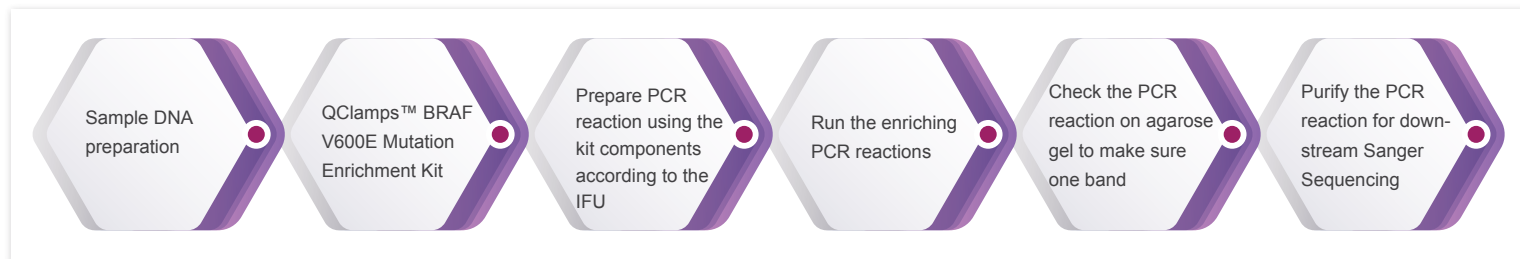 Sample DNA
preparation
QClamps™ BRAF
V600E Mutation
Enrichment Kit
Prepare PCR
reaction using the
kit components
according to the
IFU
Run the enriching
PCR reactions
Check the PCR
reaction on agarose
gel to make sure
one band
Purify the PCR
reaction for down-
stream Sanger
Sequencing